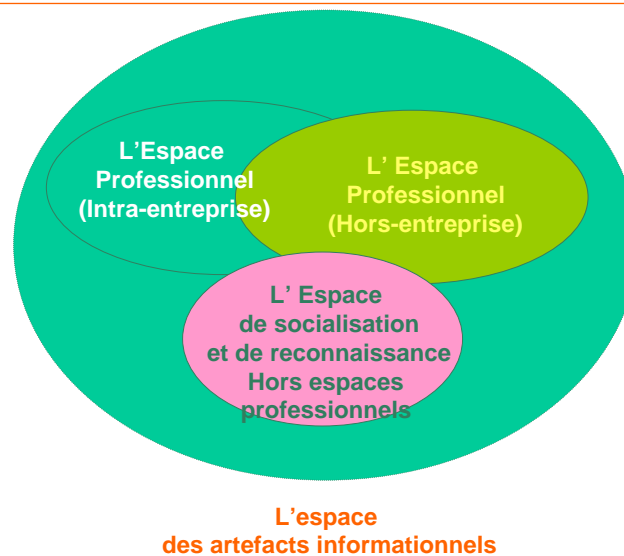 L'Espace
Professionnel
(Intra-entreprise)
L' Espace
Professionnel
(Hors-entreprise)
L' Espace
de socialisation
et de reconnaissance
Hors espaces
professionnels
L'espace
des artefacts informationnels